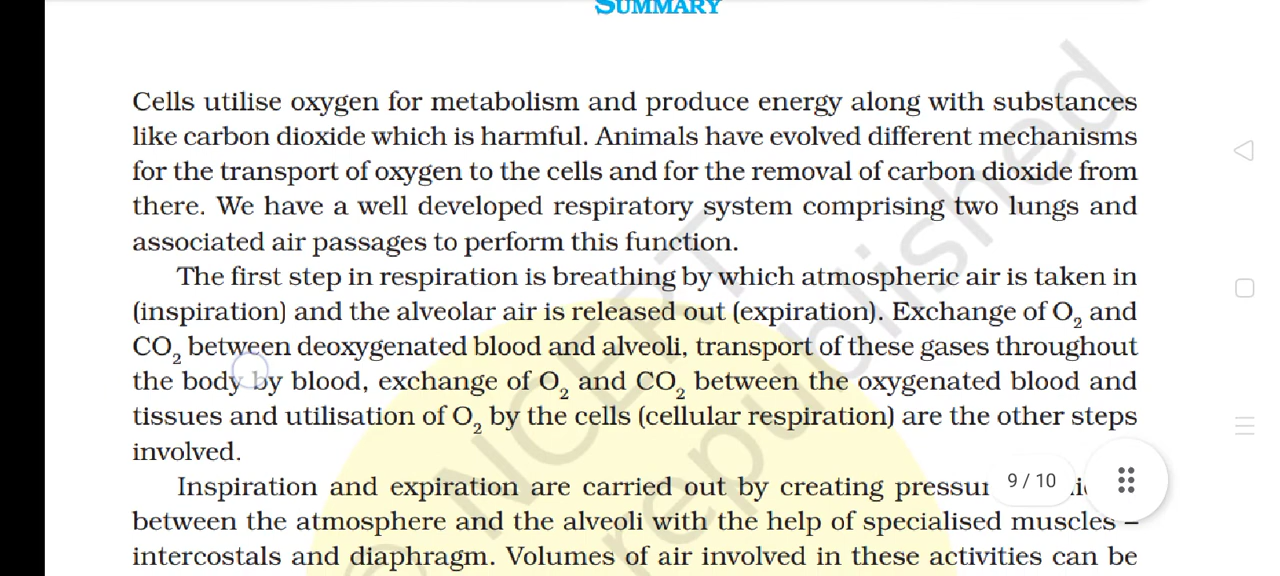 SUMMARY
Cells utilise oxygen for metabolism and produce energy along with substances
like carbon dioxide which is harmful. Animals have evolved different mechanisms
for the transport of oxygen to the cells and for the removal of carbon dioxide from
there. We have a well developed respiratory system comprising two lungs and
associated air passages to perform this function.
The first step in respiration is breathing by which atmospheric air is taken in
(inspiration) and the alveolar air is released out (expiration). Exchange of O₂ and
CO₂ between deoxygenated blood and alveoli, transport of these gases throughout
the body by blood, exchange of O₂ and CO₂ between the oxygenated blood and
tissues and utilisation of O₂ by the cells (cellular respiration) are the other steps
involved.
Inspiration and expiration are carried out by creating
9 / 10
between the atmosphere and the alveoli with the help of specialised muscles –
intercostals and diaphragm. Volumes of air involved in these activities can be
© NCERT
republished